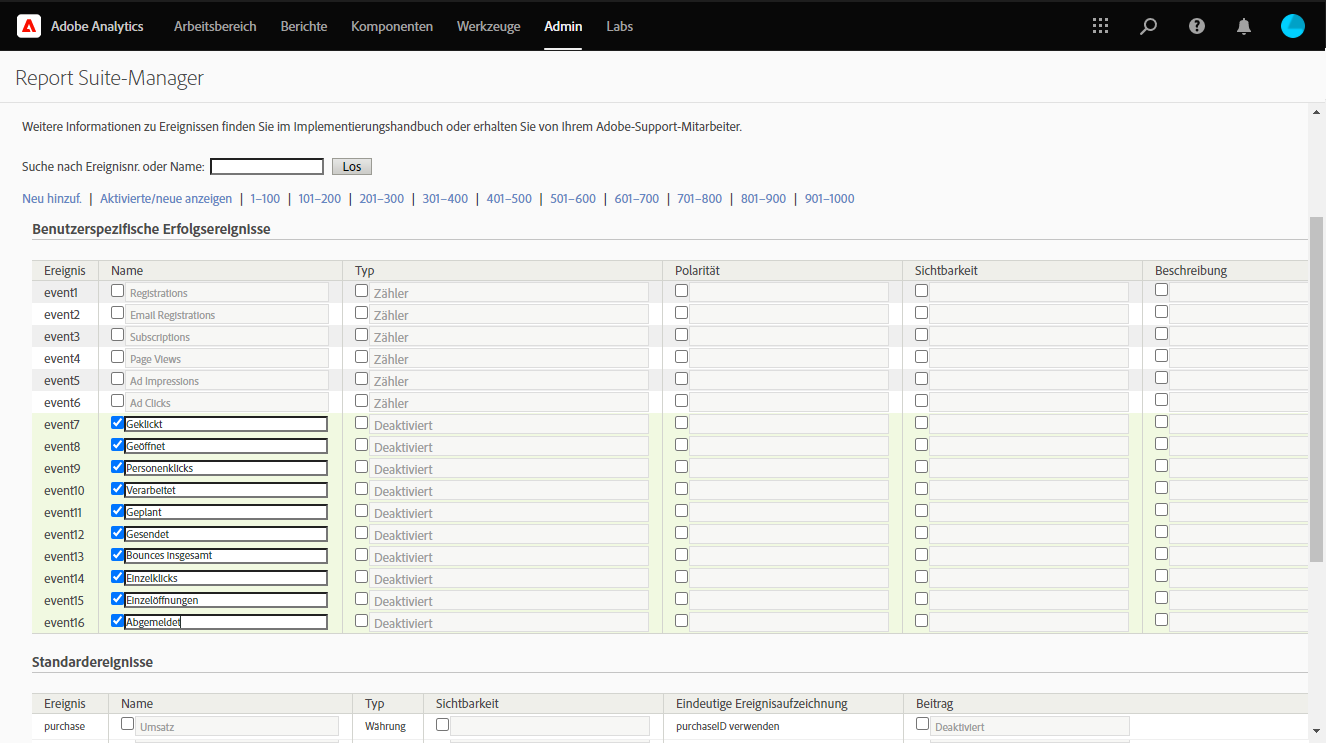 Adobe Analytics Arbeitsbereich Berichte Komponenten Werkzeuge Admin Labs
Report Suite-Manager
Weitere Informationen zu Ereignissen finden Sie im Implementierungshandbuch oder erhalten Sie von Ihrem Adobe-Support-Mitarbeiter.
Suche nach Ereignisnr. oder Name: Los
Neu hinzuf. | Aktivierte/neue anzeigen | 1–100 | 101–200 | 201–300 | 301–400 | 401–500 | 501–600 | 601–700 | 701–800 | 801–900 | 901–1000
Benutzerspezifische Erfolgsereignisse
Ereignis Name Typ Polarität Sichtbarkeit Beschreibung
event1 Registrations Zähler
event2 Email Registrations Zähler
event3 Subscriptions Zähler
event4 Page Views Zähler
event5 Ad Impressions Zähler
event6 Ad Clicks Zähler
event7 Geklickt Deaktiviert
event8 Geöffnet Deaktiviert
event9 Personenklicks Deaktiviert
event10 Verarbeitet Deaktiviert
event11 Geplant Deaktiviert
event12 Gesendet Deaktiviert
event13 Bounces insgesamt Deaktiviert
event14 Einzelklicks Deaktiviert
event15 Einzelöffnungen Deaktiviert
event16 Abgemeldet Deaktiviert
Standardereignisse
Ereignis Name Typ Sichtbarkeit Eindeutige Ereignisaufzeichnung Beitrag
purchase Umsatz Währung purchaseID verwenden Deaktiviert